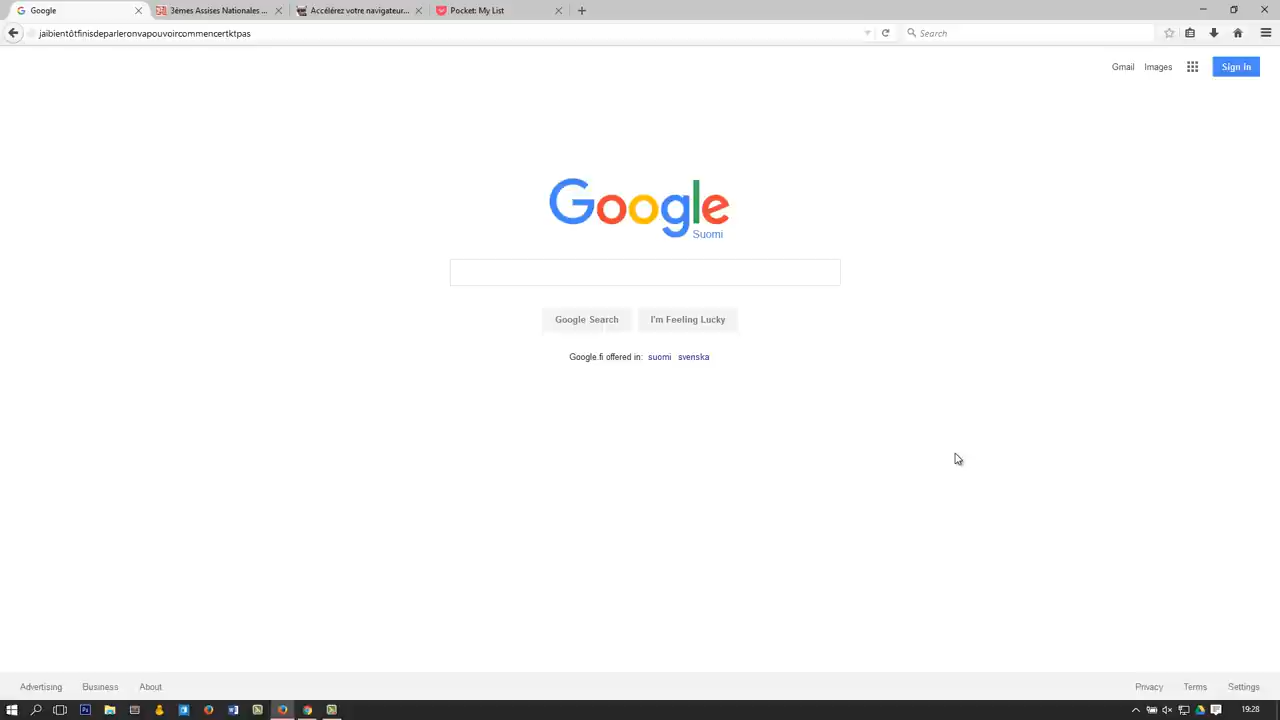 Google
3èmes Assises Nationales ...
Accélérez votre navigateur...
Pocket: My List
jaibientôtfinisdeparleronvapouvoircommencertktpas
Search
Gmail
Images
Sign in
Google
Suomi
Google Search
I'm Feeling Lucky
Google.fi offered in: suomi svenska
Advertising
Business
About
Privacy
Terms
Settings
19:28